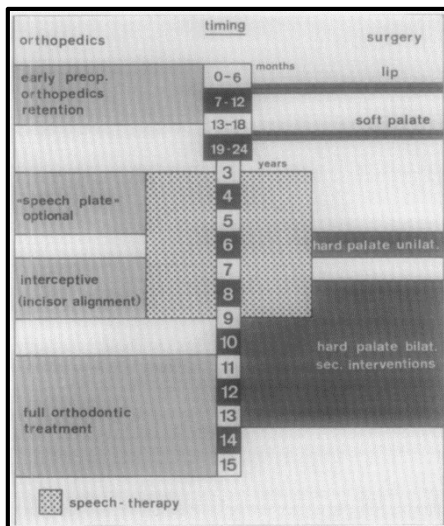 timing
orthopedics
surgery
months
early preop.
orthopedics
retention
0-6
lip
7-12
13-18
soft palate
19-24
years
3
«speech plate»
optional
4
5
6
hard palate unilat.
7
interceptive
(incisor alignment)
8
9
10
hard palate bilat.
sec. interventions
11
12
full orthodontic
treatment
13
14
15
speech-therapy